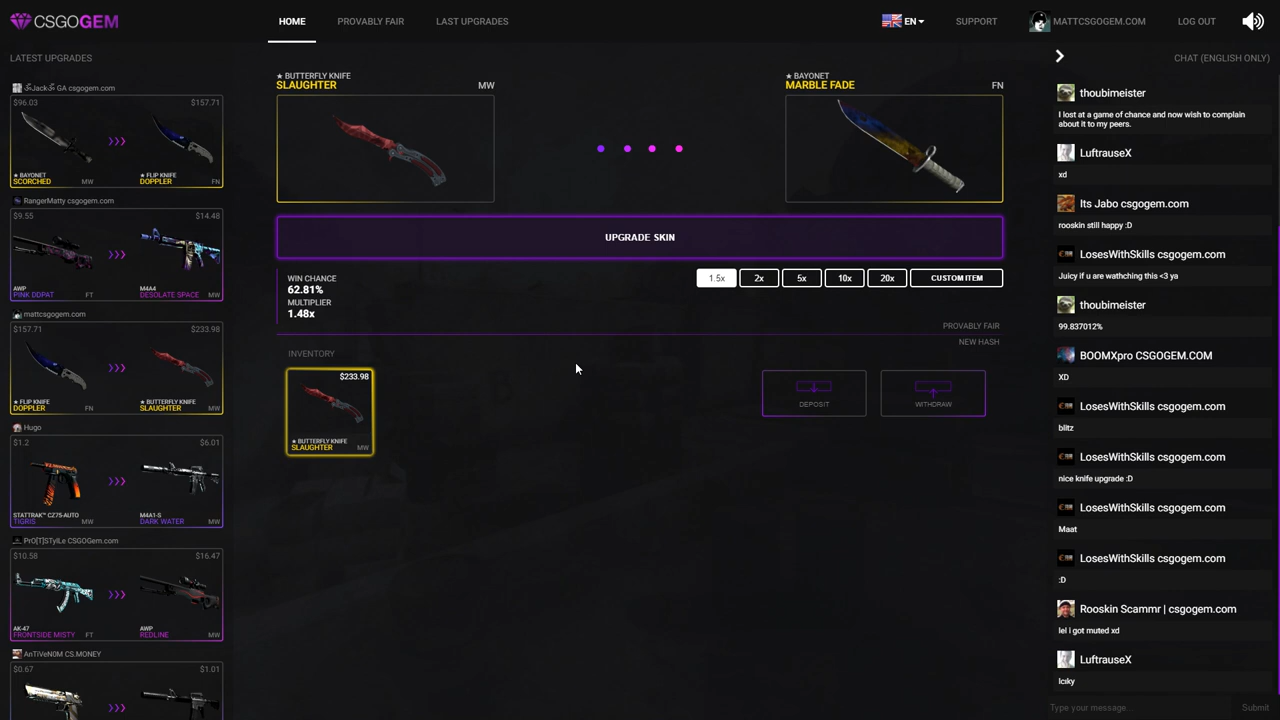 CSGOGEM
HOME
PROVABLY FAIR
LAST UPGRADES
EN
SUPPORT
MATTCSGOGEM.COM
LOG OUT
LATEST UPGRADES
GA csgogem.com
$96.03
$157.71
★ BAYONET
SCORCHED
MW
★ FLIP KNIFE
DOPPLER
FN
RangerMatty csgogem.com
$9.55
$14.48
AWP
PINK DDPAT
FT
M4A4
DESOLATE SPACE
MW
mattcsgogem.com
$157.71
$233.98
★ FLIP KNIFE
DOPPLER
FN
★ BUTTERFLY KNIFE
SLAUGHTER
MW
Hugo
$1.2
$6.01
STATTRAK™ CZ75-AUTO
TIGRIS
MW
M4A1-S
DARK WATER
MW
PrO[T]STylLe CSGOGem.com
$10.58
$16.47
AK-47
FRONTSIDE MISTY
FT
AWP
REDLINE
MW
AnTiVeN0M CS.MONEY
$0.67
$1.01
★ BUTTERFLY KNIFE
SLAUGHTER
MW
★ BAYONET
MARBLE FADE
FN
UPGRADE SKIN
WIN CHANCE
62.81%
MULTIPLIER
1.48x
1.5x
2x
5x
10x
20x
CUSTOM ITEM
PROVABLY FAIR
NEW HASH
INVENTORY
$233.98
★ BUTTERFLY KNIFE
SLAUGHTER
MW
DEPOSIT
WITHDRAW
CHAT (ENGLISH ONLY)
thoubimeister
I lost at a game of chance and now wish to complain
about it to my peers.
LuftrauseX
xd
Its Jabo csgogem.com
rooskin still happy :D
LosesWithSkills csgogem.com
Juicy if u are wathching this <3 ya
thoubimeister
99.837012%
BOOMXpro CSGOGEM.COM
XD
LosesWithSkills csgogem.com
blitz
LosesWithSkills csgogem.com
nice knife upgrade :D
LosesWithSkills csgogem.com
Maat
LosesWithSkills csgogem.com
:D
Rooskin Scammr | csgogem.com
lel i got muted xd
LuftrauseX
Type your message...
Submit